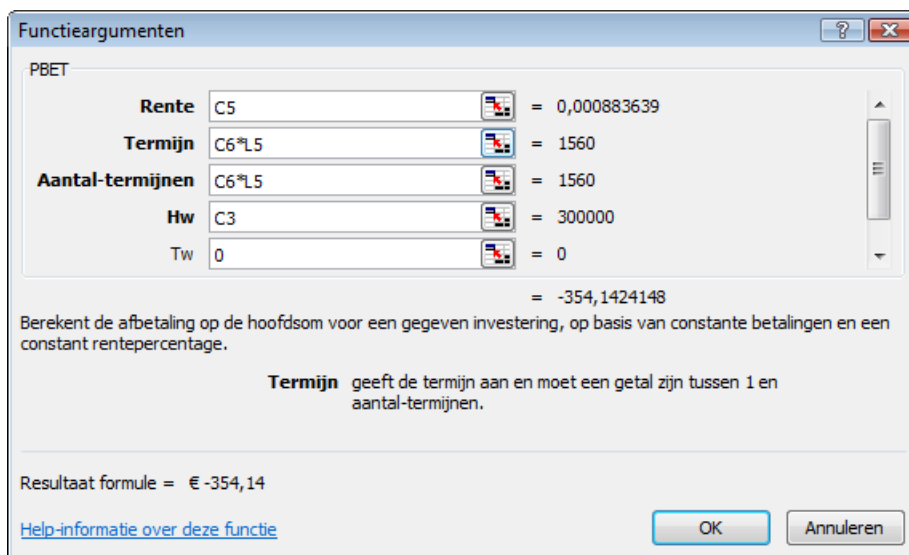 Functieargumenten
PBET
Rente C5 = 0,000883639
Termijn C6*L5 = 1560
Aantal-termijnen C6*L5 = 1560
Hw C3 = 300000
Tw 0 = 0
= -354,1424148
Berekent de afbetaling op de hoofdsom voor een gegeven investering, op basis van constante betalingen en een
constant rentepercentage.
Termijn geeft de termijn aan en moet een getal zijn tussen 1 en
aantal-termijnen.
Resultaat formule = € -354,14
Help-informatie over deze functie OK Annuleren